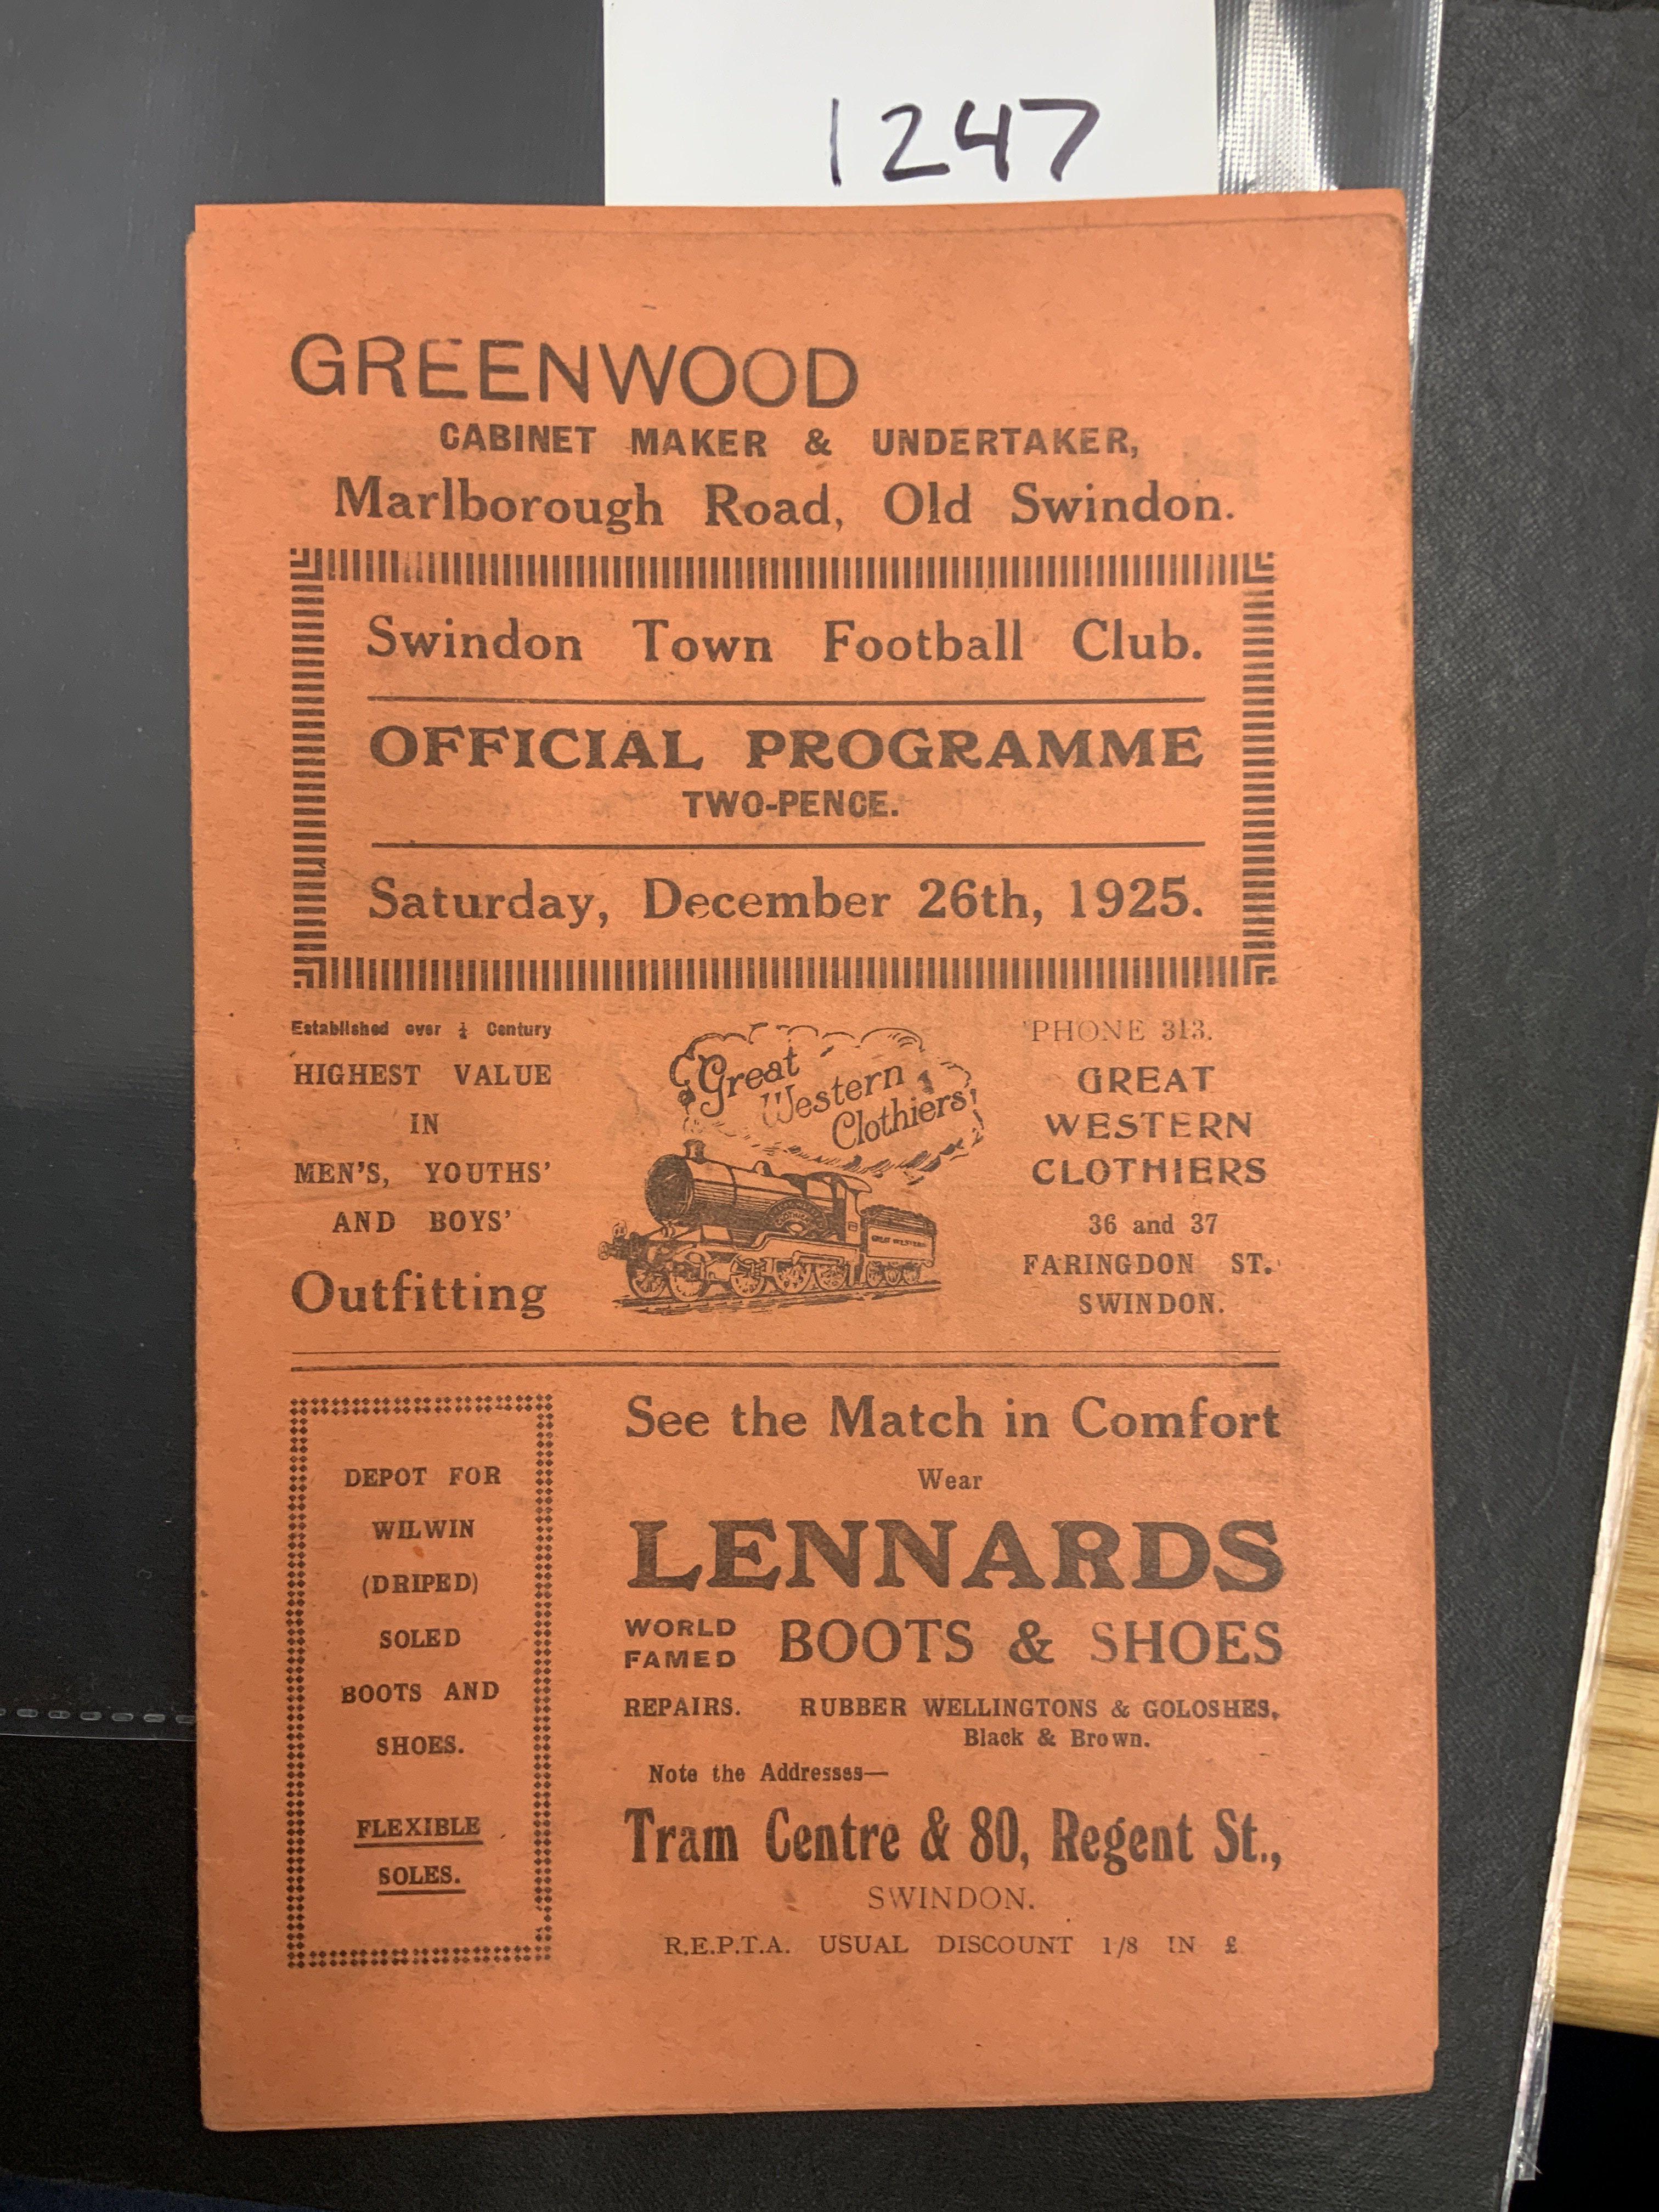 1247
GREENWOOD
CABINET MAKER & UNDERTAKER,
Marlborough Road, Old Swindon.
Swindon Town Football Club.
OFFICIAL PROGRAMME
TWO-PENCE.
Saturday, December 26th, 1925.
Established over ¼ Century
HIGHEST VALUE
IN
MEN'S, YOUTHS'
AND BOYS'
Outfitting
Great
Western
Clothiers
GREAT WESTERN
'PHONE 313.
GREAT
WESTERN
CLOTHIERS
36 and 37
FARINGDON ST.
SWINDON.
DEPOT FOR
WILWIN
(DRIPED)
SOLED
BOOTS AND
SHOES.
FLEXIBLE
SOLES.
See the Match in Comfort
Wear
LENNARDS
WORLD
FAMED
BOOTS & SHOES
REPAIRS. RUBBER WELLINGTONS & GOLOSHES,
Black & Brown.
Note the Addresses—
Tram Centre & 80, Regent St.,
SWINDON.
R.E.P.T.A. USUAL DISCOUNT 1/8 IN £